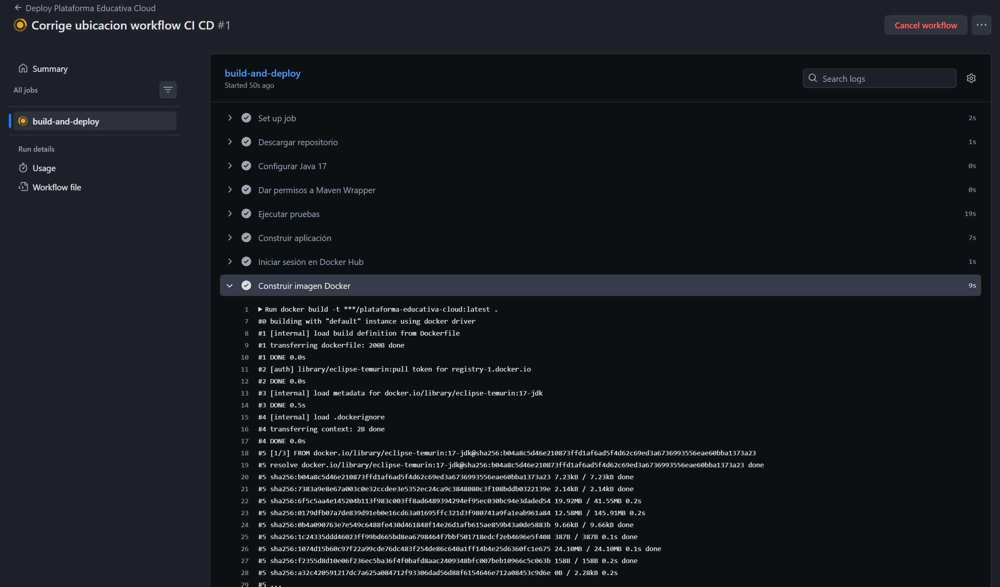 Deploy Plataforma Educativa Cloud
Corrige ubicacion workflow CI CD #1
Cancel workflow
Summary
All jobs
build-and-deploy
Run details
Usage
Workflow file
build-and-deploy
Started 50s ago
Search logs
Set up job 2s
Descargar repositorio 1s
Configurar Java 17 0s
Dar permisos a Maven Wrapper 0s
Ejecutar pruebas 19s
Construir aplicación 7s
Iniciar sesión en Docker Hub 1s
Construir imagen Docker 9s
1 Run docker build -t ***/plataforma-educativa-cloud:latest .
7 #0 building with "default" instance using docker driver
8 #1 [internal] load build definition from Dockerfile
9 #1 transferring dockerfile: 200B done
10 #1 DONE 0.0s
11 #2 [auth] library/eclipse-temurin:pull token for registry-1.docker.io
12 #2 DONE 0.0s
13 #3 [internal] load metadata for docker.io/library/eclipse-temurin:17-jdk
14 #3 DONE 0.5s
15 #4 [internal] load .dockerignore
16 #4 transferring context: 2B done
17 #4 DONE 0.0s
18 #5 [1/3] FROM docker.io/library/eclipse-temurin:17-jdk@sha256:b04a8c5d46e210873ffd1af6ad5f4d62c69ed3a6736993556eae60bba1373a23
19 #5 resolve docker.io/library/eclipse-temurin:17-jdk@sha256:b04a8c5d46e210873ffd1af6ad5f4d62c69ed3a6736993556eae60bba1373a23 done
20 #5 sha256:b04a8c5d46e210873ffd1af6ad5f4d62c69ed3a6736993556eae60bba1373a23 7.23kB / 7.23kB done
21 #5 sha256:7383a9e8e67a003c0e32ccdee3e5352ec24ca9c3848080c3f108bddb0322139e 2.14kB / 2.14kB done
22 #5 sha256:6f5c5aa4e145204b113f983c003ff8ad6489394294ef95ec030bc94e3daded54 19.92MB / 41.55MB 0.2s
23 #5 sha256:0179dfb07a7de839d91eb0e16cd63a01695ffc321d3f980741a9fa1eab961a84 12.58MB / 145.91MB 0.2s
24 #5 sha256:0b4a090763e7e549c6488fe430d461848f14e26d1afb615ae859b43a0de5883b 9.66kB / 9.66kB done
25 #5 sha256:1c24335ddd46023ff99bd665bd8ea6798464f7bbf501718edcf2eb4696e5f408 387B / 387B 0.1s done
26 #5 sha256:1074d15b60c97f22a99cde76dc483f254de86c640a1ff14b4e25d6360fc1e675 24.10MB / 24.10MB 0.1s done
27 #5 sha256:f2355d8d10e06f236ec5ba36f4f0bafd8aac2409348bfc007beb10966c5c063b 158B / 158B 0.2s done
28 #5 sha256:a32c420591217dc7a625a084712f93306dad56d88f6154646e712a08453c9d6e 0B / 2.28kB 0.2s
29 #5 ...